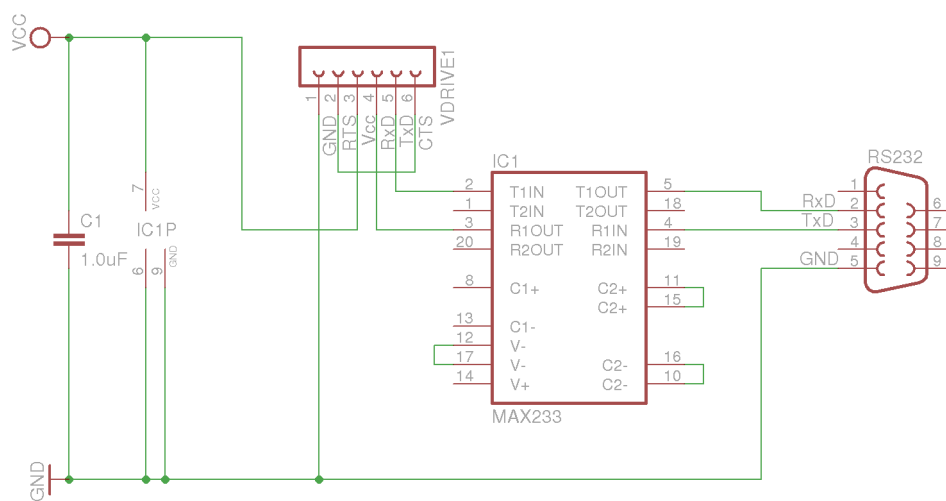 VCC
VDRIVE1
1 2 3 4 5 6
GND
RTS
Vcc
RxD
TxD
CTS
7
VCC
IC1P
6
9
GND
C1
1.0uF
GND
IC1
2 T1IN T1OUT 5
1 T2IN T2OUT 18
3 R1OUT R1IN 4
20 R2OUT R2IN 19
8 C1+ C2+ 11
C2+ 15
13 C1-
12 V-
17 V- C2- 16
14 V+ C2- 10
MAX233
RS232
1
RxD 2 6
TxD 3 7
4 8
GND 5 9